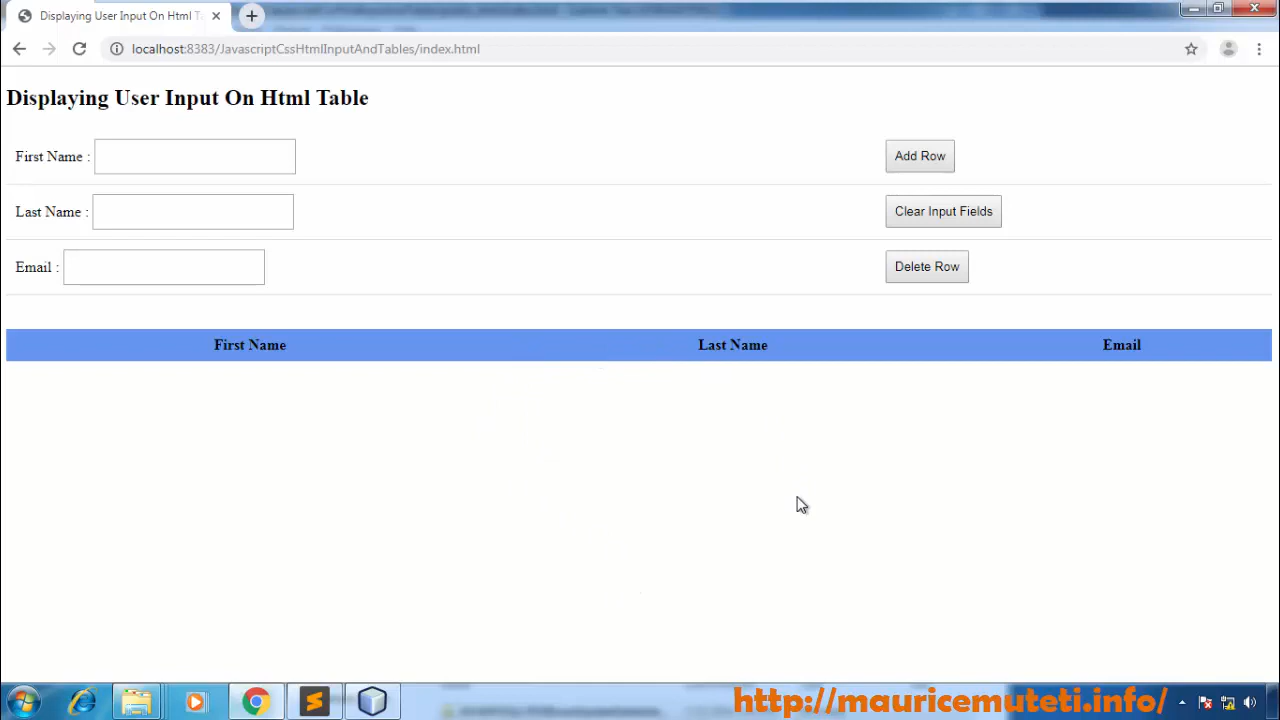 Displaying User Input On Html T
localhost:8383/JavascriptCssHtmlInputAndTables/index.html
Displaying User Input On Html Table
First Name :
Add Row
Last Name :
Clear Input Fields
Email :
Delete Row
First Name Last Name Email
http://mauricemuteti.info/